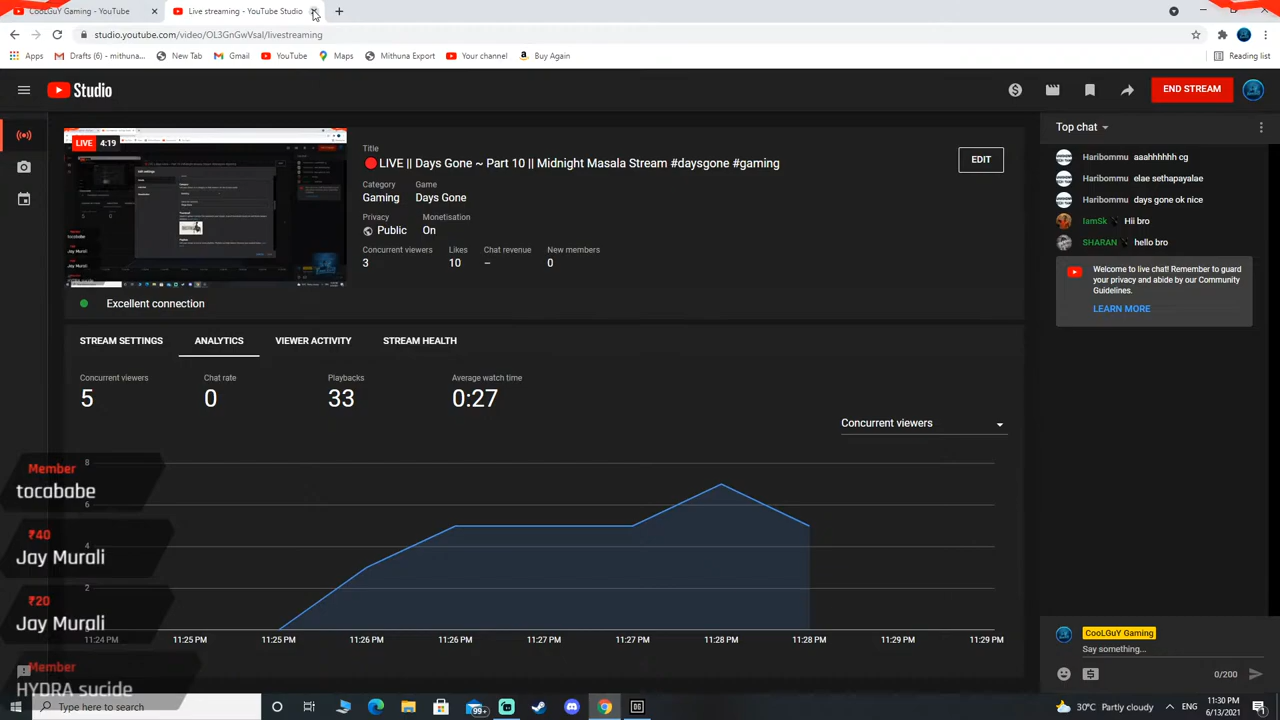 CooLGuY Gaming - YouTube
Live streaming - YouTube Studio
studio.youtube.com/video/OL3GnGwVsaI/livestreaming
Apps
Drafts (6) - mithuna...
New Tab
Gmail
YouTube
Maps
Mithuna Export
Your channel
Buy Again
Reading list
Studio
END STREAM
LIVE 4:19
Title
LIVE || Days Gone ~ Part 10 || Midnight Masala Stream #daysgone #gaming
EDIT
Category
Game
Gaming
Days Gone
Privacy
Monetisation
Public
On
Concurrent viewers
Likes
Chat revenue
New members
3
10
–
0
Excellent connection
STREAM SETTINGS
ANALYTICS
VIEWER ACTIVITY
STREAM HEALTH
Concurrent viewers
Chat rate
Playbacks
Average watch time
5
0
33
0:27
Concurrent viewers
8
6
4
2
11:24 PM
11:25 PM
11:25 PM
11:26 PM
11:26 PM
11:27 PM
11:27 PM
11:28 PM
11:28 PM
11:29 PM
11:29 PM
Member
tocababe
₹40
Jay Murali
₹20
Jay Murali
Member
HYDRA sucide
Top chat
Haribommu aaahhhhhh cg
Haribommu elae sethapayalae
Haribommu days gone ok nice
IamSk Hii bro
SHARAN hello bro
Welcome to live chat! Remember to guard
your privacy and abide by our Community
Guidelines.
LEARN MORE
CooLGuY Gaming
Say something...
0/200
Type here to search
99+
30°C Partly cloudy
ENG
11:30 PM
6/13/2021
1